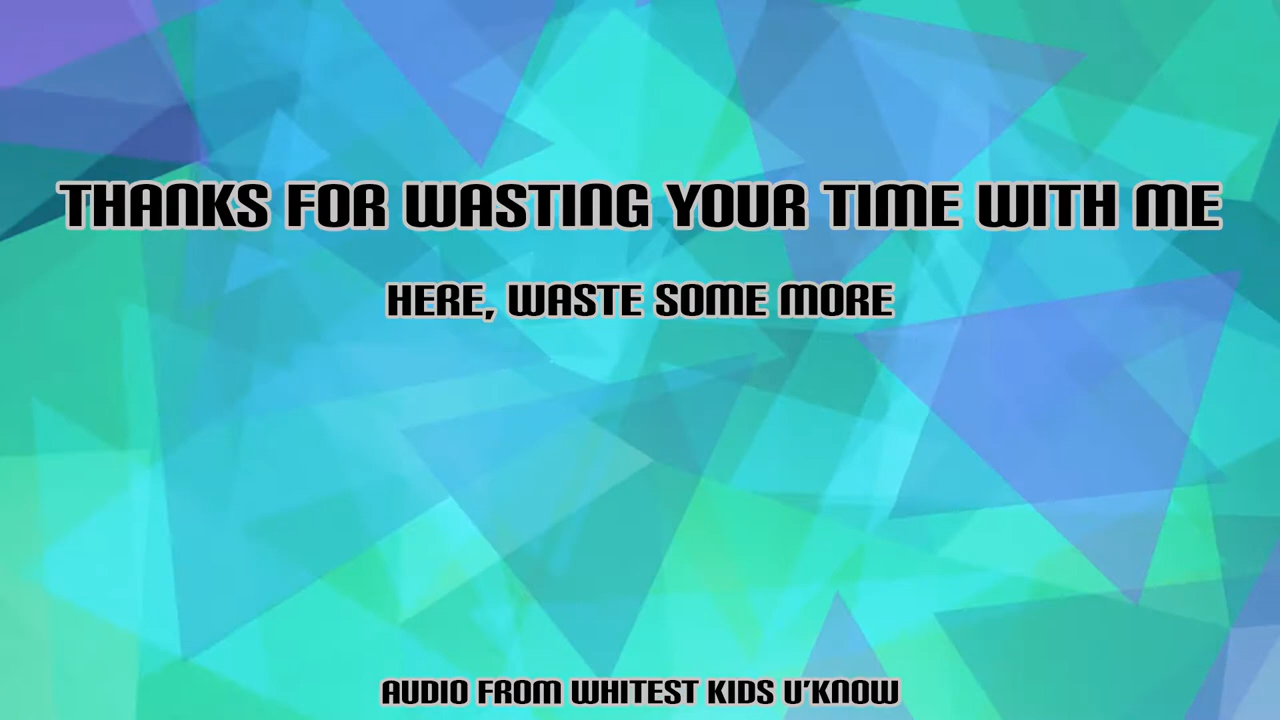 THANKS FOR WASTING YOUR TIME WITH ME
HERE, WASTE SOME MORE
AUDIO FROM WHITEST KIDS U'KNOW